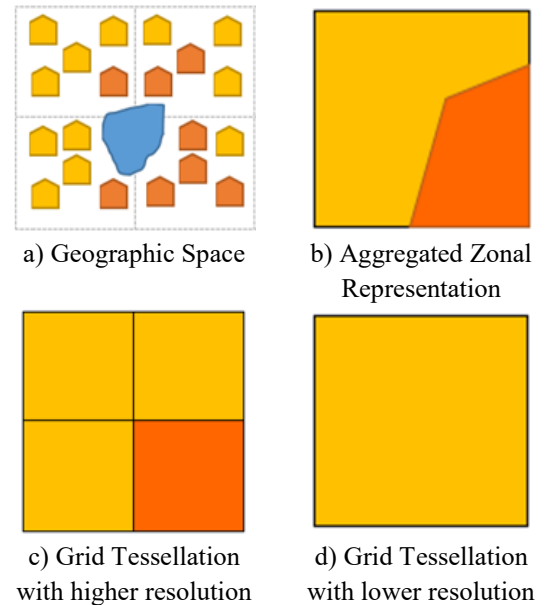 a) Geographic Space
b) Aggregated Zonal
Representation
c) Grid Tessellation
with higher resolution
d) Grid Tessellation
with lower resolution